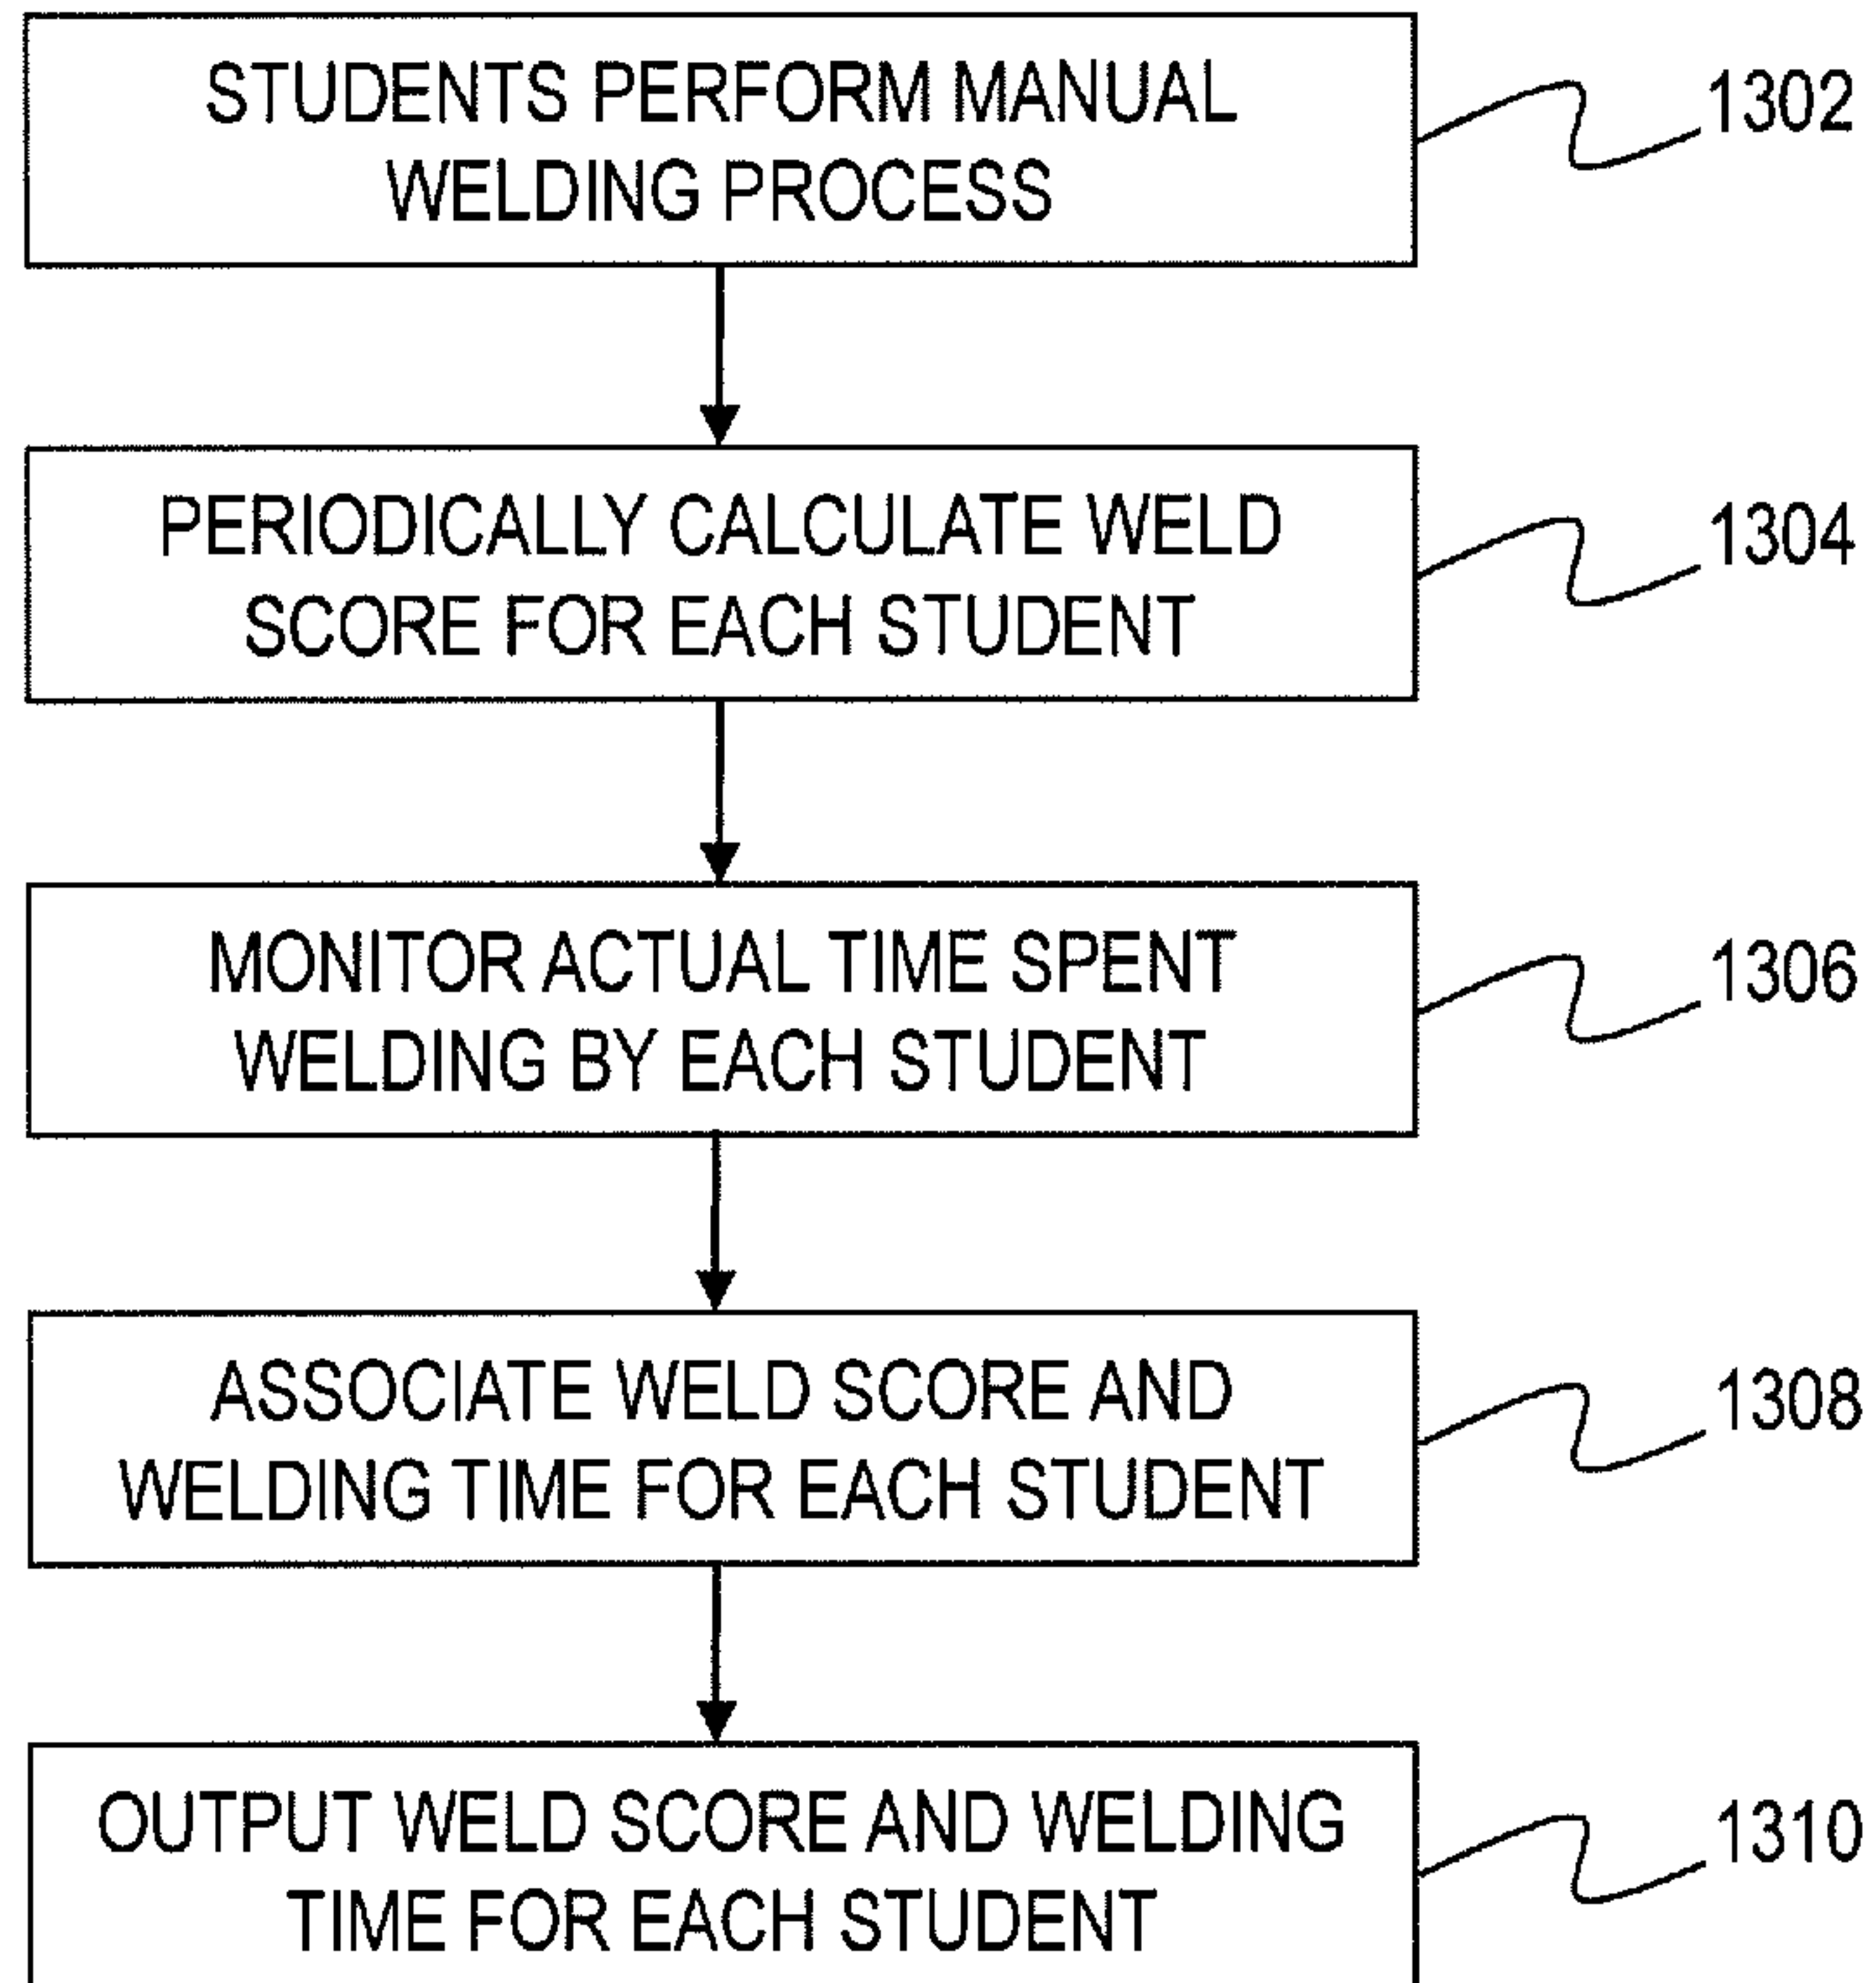 STUDENTS PERFORM MANUAL
WELDING PROCESS
1302
PERIODICALLY CALCULATE WELD
SCORE FOR EACH STUDENT
1304
MONITOR ACTUAL TIME SPENT
WELDING BY EACH STUDENT
1306
ASSOCIATE WELD SCORE AND
WELDING TIME FOR EACH STUDENT
1308
OUTPUT WELD SCORE AND WELDING
TIME FOR EACH STUDENT
1310